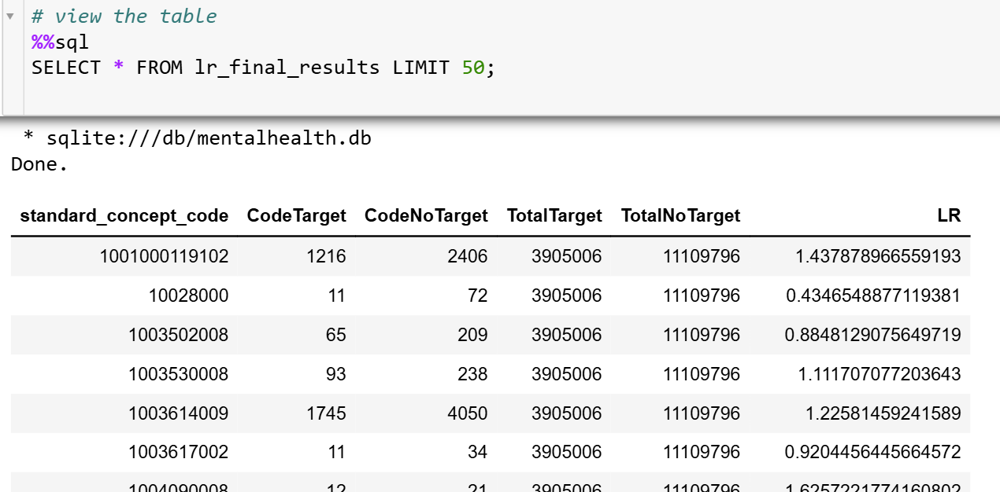 # view the table
%%sql
SELECT * FROM lr_final_results LIMIT 50;
* sqlite:///db/mentalhealth.db
Done.
standard_concept_code CodeTarget CodeNoTarget TotalTarget TotalNoTarget LR
1001000119102 1216 2406 3905006 11109796 1.437878966559193
10028000 11 72 3905006 11109796 0.4346548877119381
1003502008 65 209 3905006 11109796 0.8848129075649719
1003530008 93 238 3905006 11109796 1.111707077203643
1003614009 1745 4050 3905006 11109796 1.22581459241589
1003617002 11 34 3905006 11109796 0.9204456445664572
1004090008 12 21 3905006 11109796 1.6257221774160802